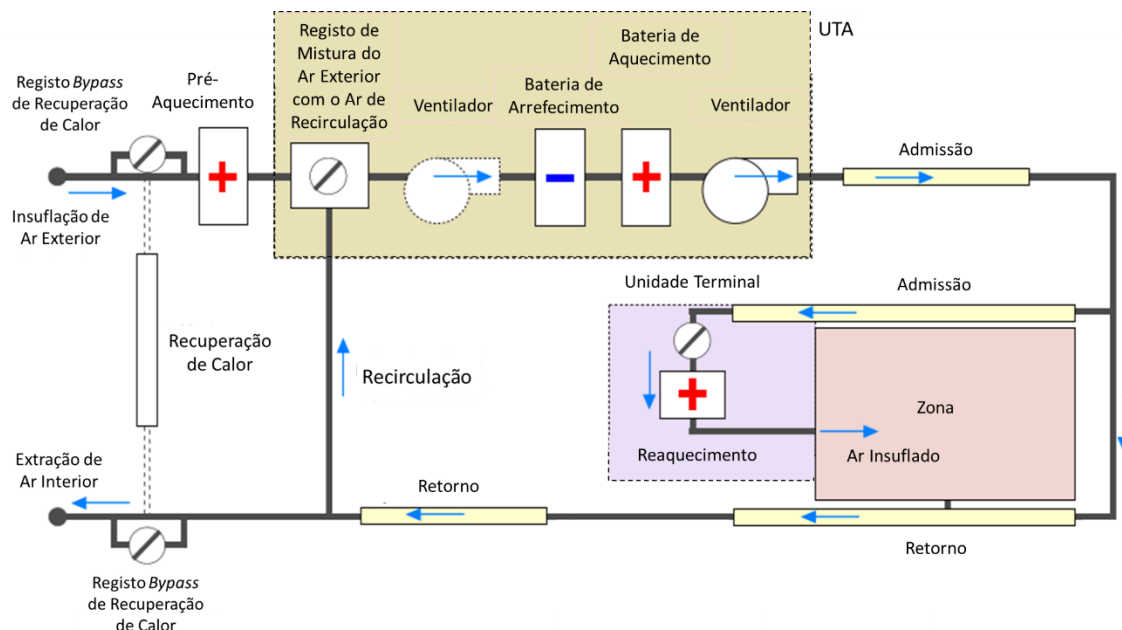 UTA
Registo de
Mistura do
Ar Exterior
com o Ar de
Recirculação
Bateria de
Aquecimento
Registo Bypass
de Recuperação
de Calor
Pré-
Aquecimento
Ventilador
Bateria de
Arrefecimento
Ventilador
Admissão
Insuflação de
Ar Exterior
Unidade Terminal
Admissão
Recuperação
de Calor
Recirculação
Zona
Reaquecimento
Ar Insuflado
Extração de
Ar Interior
Retorno
Retorno
Registo Bypass
de Recuperação
de Calor